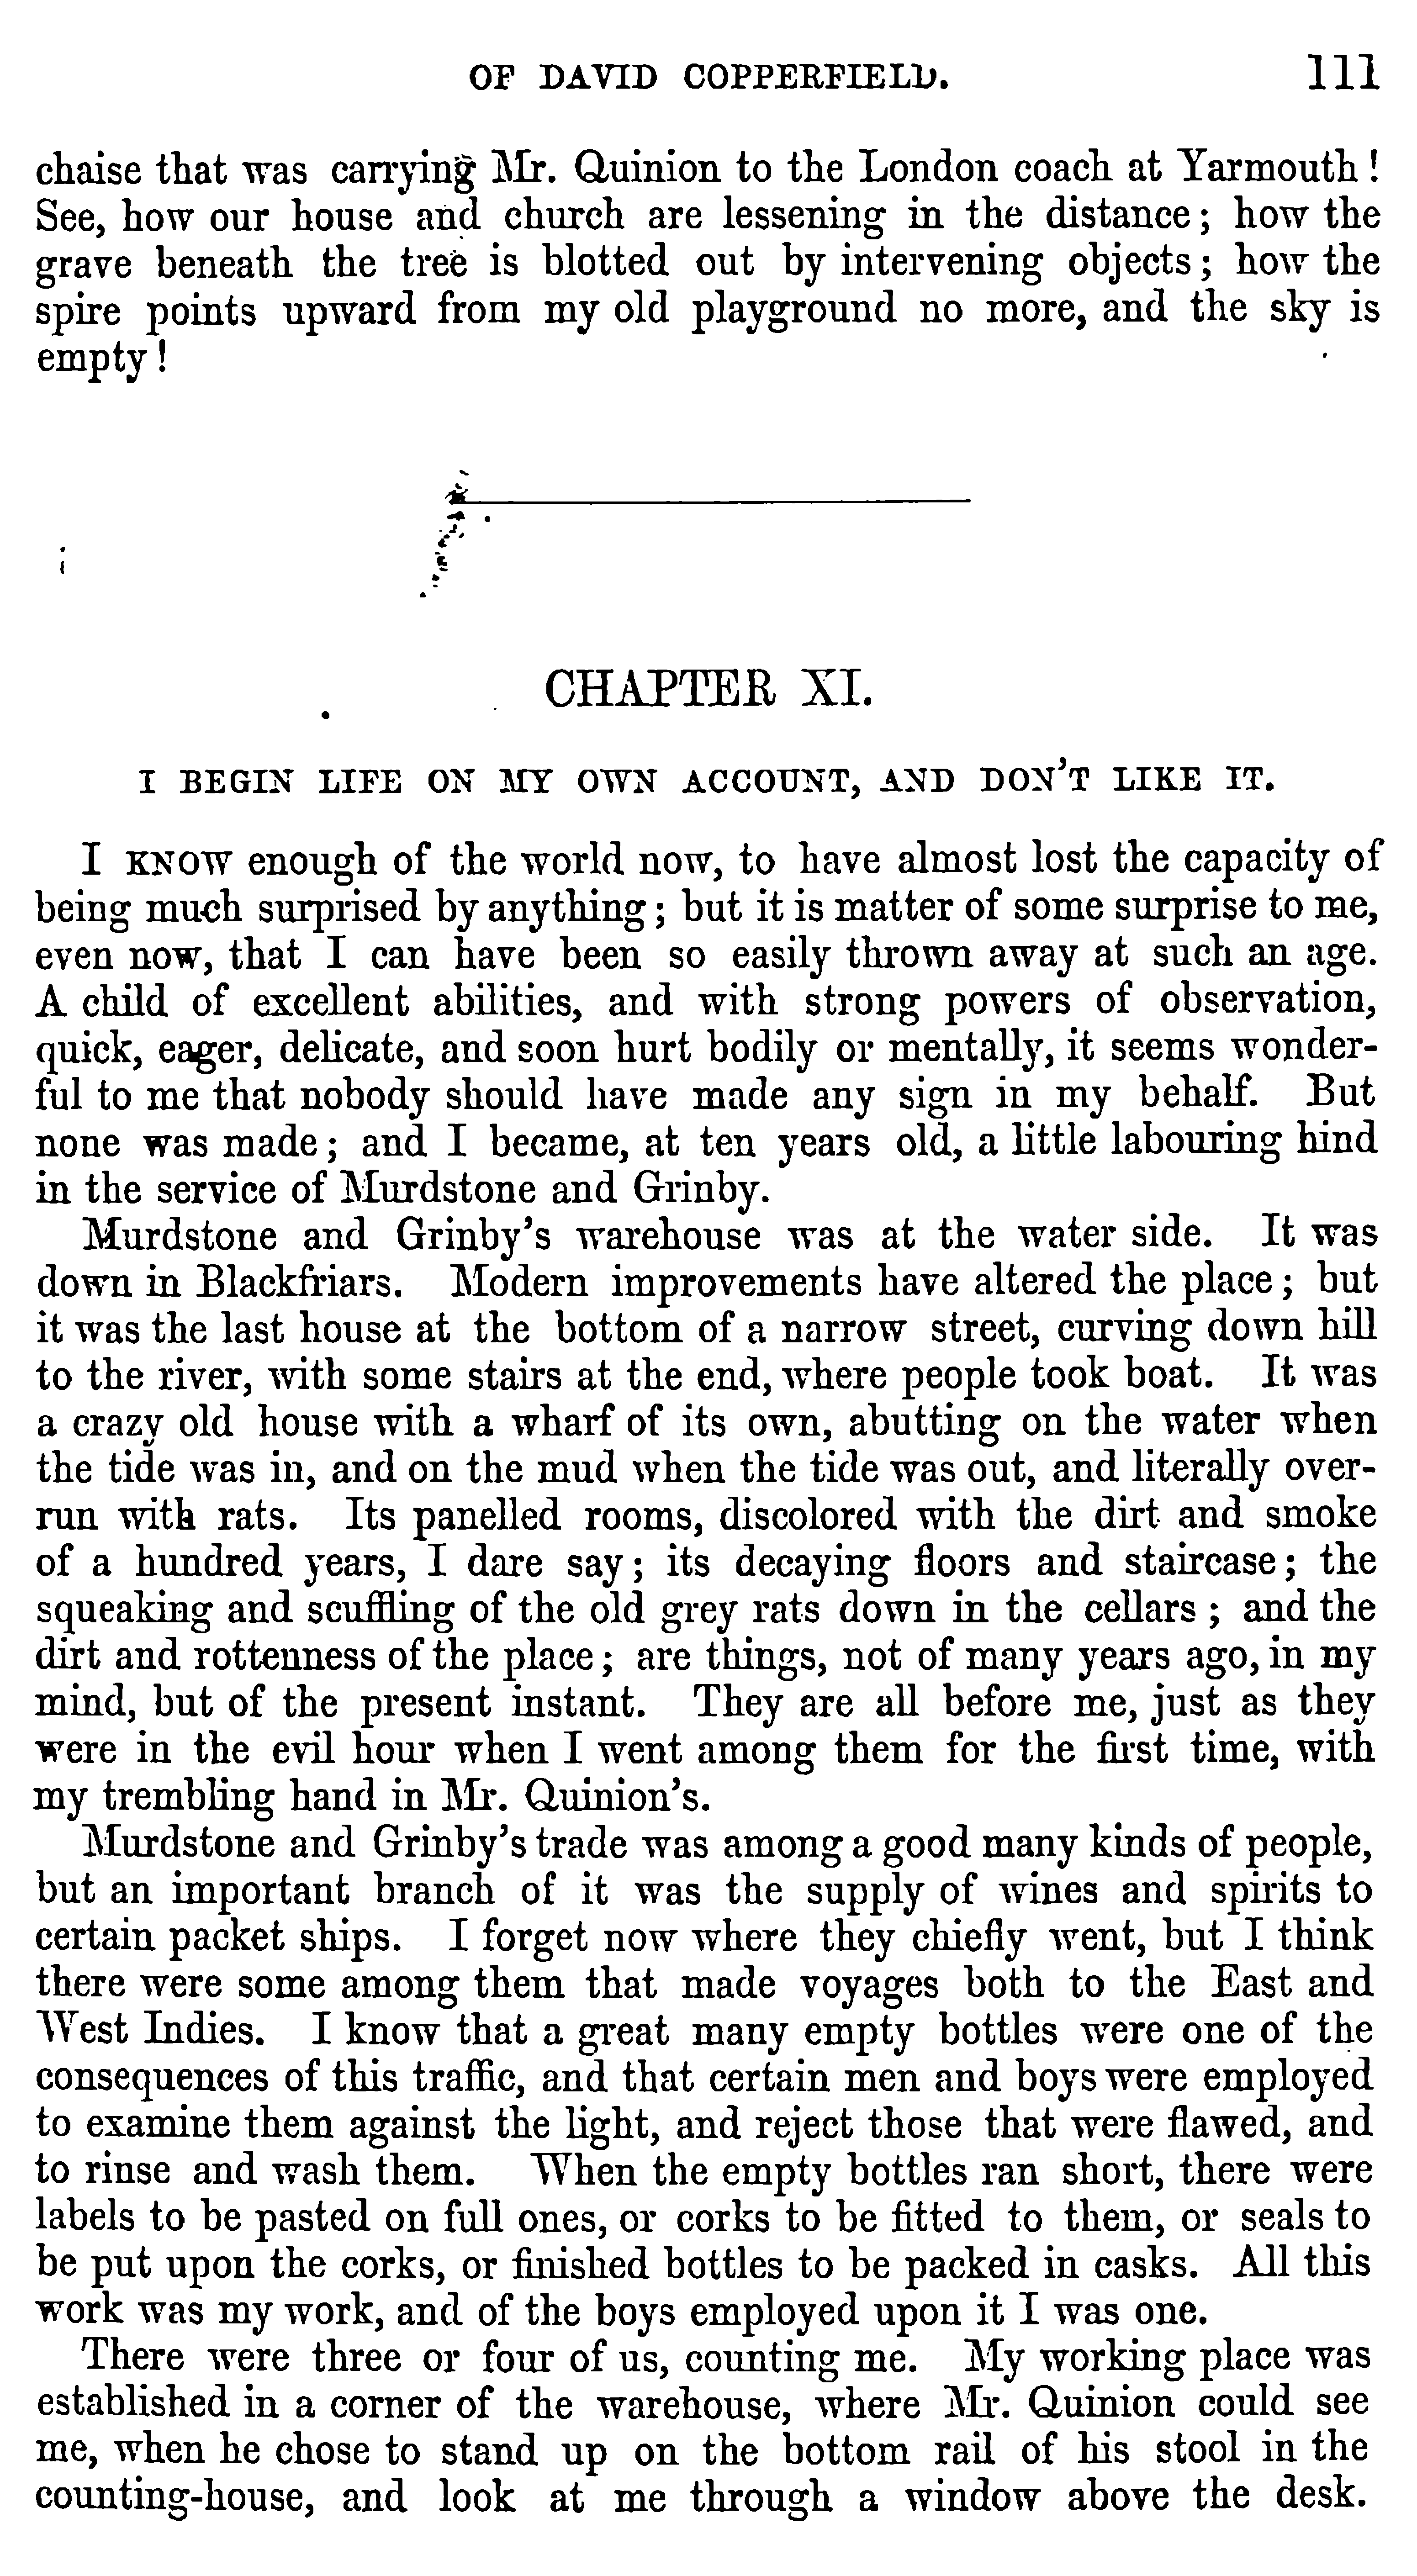 OF DAVID COPPERFIELD. 111
chaise that was carrying Mr. Quinion to the London coach at Yarmouth!
See, how our house and church are lessening in the distance; how the
grave beneath the tree is blotted out by intervening objects; how the
spire points upward from my old playground no more, and the sky is
empty!
CHAPTER XI.
I BEGIN LIFE ON MY OWN ACCOUNT, AND DON'T LIKE IT.
I KNOW enough of the world now, to have almost lost the capacity of
being much surprised by anything; but it is matter of some surprise to me,
even now, that I can have been so easily thrown away at such an age.
A child of excellent abilities, and with strong powers of observation,
quick, eager, delicate, and soon hurt bodily or mentally, it seems wonder-
ful to me that nobody should have made any sign in my behalf. But
none was made; and I became, at ten years old, a little labouring hind
in the service of Murdstone and Grinby.
Murdstone and Grinby's warehouse was at the water side. It was
down in Blackfriars. Modern improvements have altered the place; but
it was the last house at the bottom of a narrow street, curving down hill
to the river, with some stairs at the end, where people took boat. It was
a crazy old house with a wharf of its own, abutting on the water when
the tide was in, and on the mud when the tide was out, and literally over-
run with rats. Its panelled rooms, discolored with the dirt and smoke
of a hundred years, I dare say; its decaying floors and staircase; the
squeaking and scuffling of the old grey rats down in the cellars; and the
dirt and rottenness of the place; are things, not of many years ago, in my
mind, but of the present instant. They are all before me, just as they
were in the evil hour when I went among them for the first time, with
my trembling hand in Mr. Quinion's.
Murdstone and Grinby's trade was among a good many kinds of people,
but an important branch of it was the supply of wines and spirits to
certain packet ships. I forget now where they chiefly went, but I think
there were some among them that made voyages both to the East and
West Indies. I know that a great many empty bottles were one of the
consequences of this traffic, and that certain men and boys were employed
to examine them against the light, and reject those that were flawed, and
to rinse and wash them. When the empty bottles ran short, there were
labels to be pasted on full ones, or corks to be fitted to them, or seals to
be put upon the corks, or finished bottles to be packed in casks. All this
work was my work, and of the boys employed upon it I was one.
There were three or four of us, counting me. My working place was
established in a corner of the warehouse, where Mr. Quinion could see
me, when he chose to stand up on the bottom rail of his stool in the
counting-house, and look at me through a window above the desk.